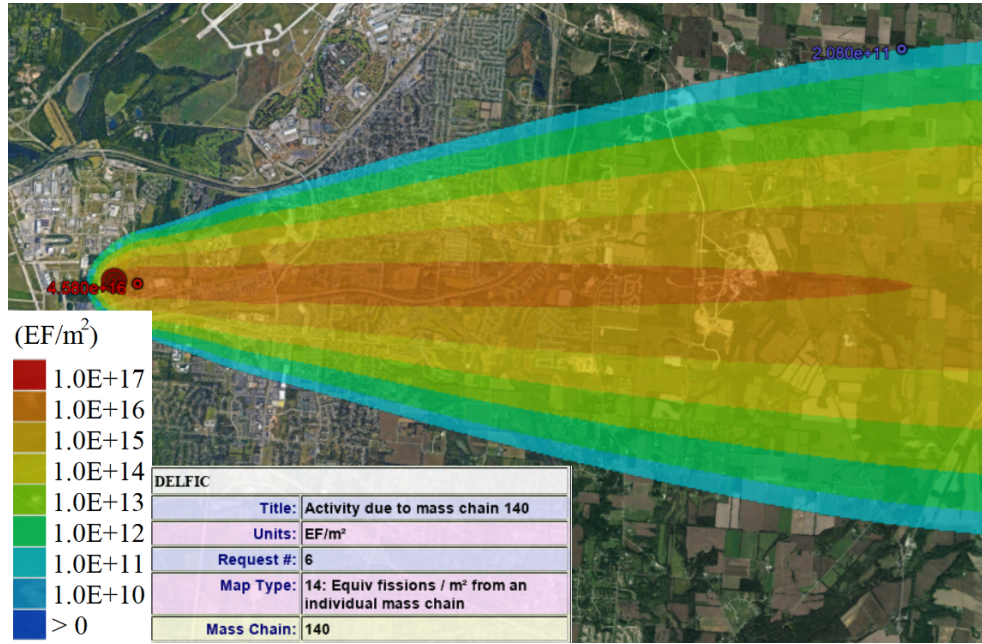 2.080e+11
4.580e+16
(EF/m²)
1.0E+17
1.0E+16
1.0E+15
1.0E+14
1.0E+13
1.0E+12
1.0E+11
1.0E+10
> 0
DELFIC
Title: Activity due to mass chain 140
Units: EF/m²
Request #: 6
Map Type: 14: Equiv fissions / m² from an
individual mass chain
Mass Chain: 140